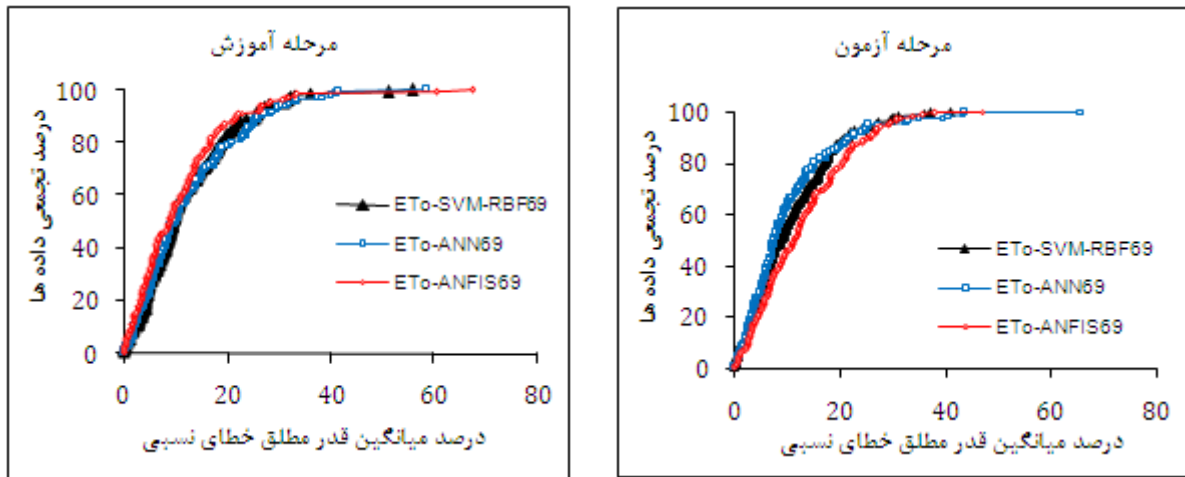 مرحله آموزش
درصد تجمعی داده ها
100
80
60
40
20
0
ETo-SVM-RBF69
ETo-ANN69
ETo-ANFIS69
0 20 40 60 80
درصد میانگین قدر مطلق خطای نسبی
مرحله آزمون
درصد تجمعی داده ها
100
80
60
40
20
0
ETo-SVM-RBF69
ETo-ANN69
ETo-ANFIS69
0 20 40 60 80
درصد میانگین قدر مطلق خطای نسبی